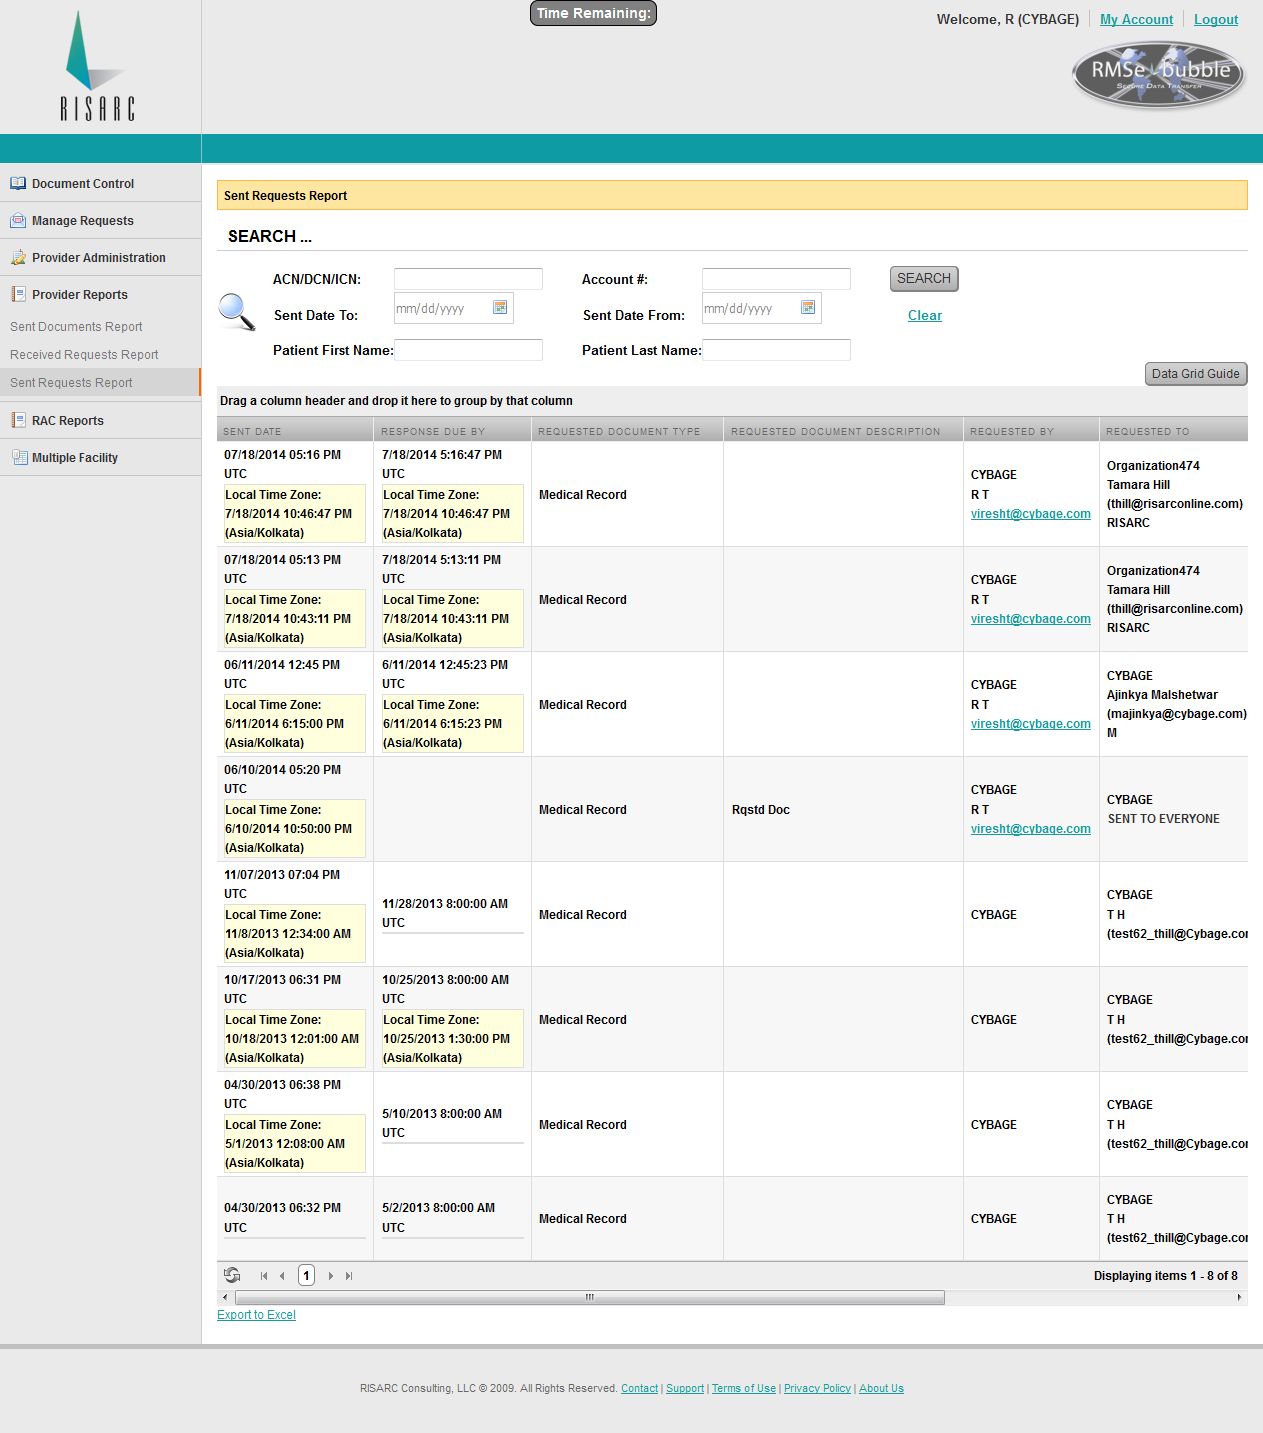 Time Remaining:
Welcome, R (CYBAGE) My Account Logout
RISARC
RMSe bubble
SECURE DATA TRANSFER
Document Control
Manage Requests
Provider Administration
Provider Reports
Sent Documents Report
Received Requests Report
Sent Requests Report
RAC Reports
Multiple Facility
Sent Requests Report
SEARCH ...
ACN/DCN/ICN: Account #: SEARCH
Sent Date To: mm/dd/yyyy Sent Date From: mm/dd/yyyy Clear
Patient First Name: Patient Last Name:
Data Grid Guide
Drag a column header and drop it here to group by that column
SENT DATE RESPONSE DUE BY REQUESTED DOCUMENT TYPE REQUESTED DOCUMENT DESCRIPTION REQUESTED BY REQUESTED TO
07/18/2014 05:16 PM
UTC
Local Time Zone:
7/18/2014 10:46:47 PM
(Asia/Kolkata)
7/18/2014 5:16:47 PM
UTC
Local Time Zone:
7/18/2014 10:46:47 PM
(Asia/Kolkata)
Medical Record
CYBAGE
R T
viresht@cybage.com
Organization474
Tamara Hill
(thill@risarconline.com)
RISARC
07/18/2014 05:13 PM
UTC
Local Time Zone:
7/18/2014 10:43:11 PM
(Asia/Kolkata)
7/18/2014 5:13:11 PM
UTC
Local Time Zone:
7/18/2014 10:43:11 PM
(Asia/Kolkata)
Medical Record
CYBAGE
R T
viresht@cybage.com
Organization474
Tamara Hill
(thill@risarconline.com)
RISARC
06/11/2014 12:45 PM
UTC
Local Time Zone:
6/11/2014 6:15:00 PM
(Asia/Kolkata)
6/11/2014 12:45:23 PM
UTC
Local Time Zone:
6/11/2014 6:15:23 PM
(Asia/Kolkata)
Medical Record
CYBAGE
R T
viresht@cybage.com
CYBAGE
Ajinkya Malshetwar
(majinkya@cybage.com)
M
06/10/2014 05:20 PM
UTC
Local Time Zone:
6/10/2014 10:50:00 PM
(Asia/Kolkata)
Medical Record
Rqstd Doc
CYBAGE
R T
viresht@cybage.com
CYBAGE
SENT TO EVERYONE
11/07/2013 07:04 PM
UTC
Local Time Zone:
11/8/2013 12:34:00 AM
(Asia/Kolkata)
11/28/2013 8:00:00 AM
UTC
Medical Record
CYBAGE
CYBAGE
T H
(test62_thill@Cybage.co
10/17/2013 06:31 PM
UTC
Local Time Zone:
10/18/2013 12:01:00 AM
(Asia/Kolkata)
10/25/2013 8:00:00 AM
UTC
Local Time Zone:
10/25/2013 1:30:00 PM
(Asia/Kolkata)
Medical Record
CYBAGE
CYBAGE
T H
(test62_thill@Cybage.co
04/30/2013 06:38 PM
UTC
Local Time Zone:
5/1/2013 12:08:00 AM
(Asia/Kolkata)
5/10/2013 8:00:00 AM
UTC
Medical Record
CYBAGE
CYBAGE
T H
(test62_thill@Cybage.co
04/30/2013 06:32 PM
UTC
5/2/2013 8:00:00 AM
UTC
Medical Record
CYBAGE
CYBAGE
T H
(test62_thill@Cybage.co
1 Displaying items 1 - 8 of 8
Export to Excel
RISARC Consulting, LLC © 2009. All Rights Reserved. Contact | Support | Terms of Use | Privacy Policy | About Us